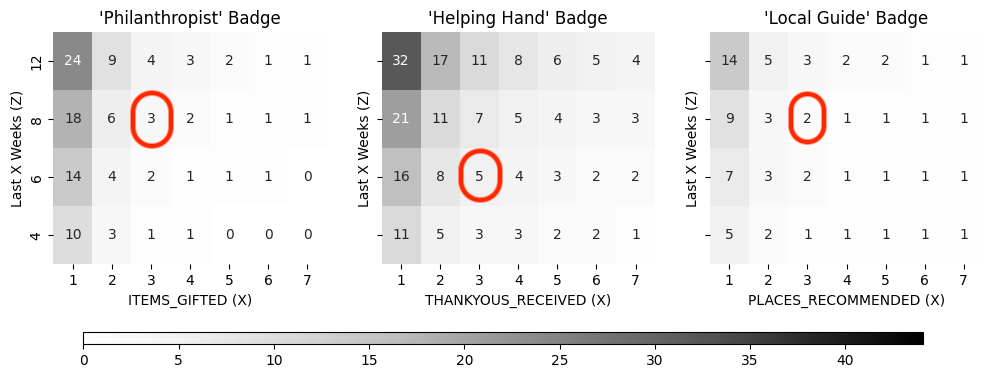 'Philanthropist' Badge
Last X Weeks (Z)
12 24 9 4 3 2 1 1
8 18 6 3 2 1 1 1
6 14 4 2 1 1 1 0
4 10 3 1 1 0 0 0
1 2 3 4 5 6 7
ITEMS_GIFTED (X)
'Helping Hand' Badge
Last X Weeks (Z)
32 17 11 8 6 5 4
21 11 7 5 4 3 3
16 8 5 4 3 2 2
11 5 3 3 2 2 1
1 2 3 4 5 6 7
THANKYOUS_RECEIVED (X)
'Local Guide' Badge
Last X Weeks (Z)
14 5 3 2 2 1 1
9 3 2 1 1 1 1
7 3 2 1 1 1 1
5 2 1 1 1 1 1
1 2 3 4 5 6 7
PLACES_RECOMMENDED (X)
0 5 10 15 20 25 30 35 40